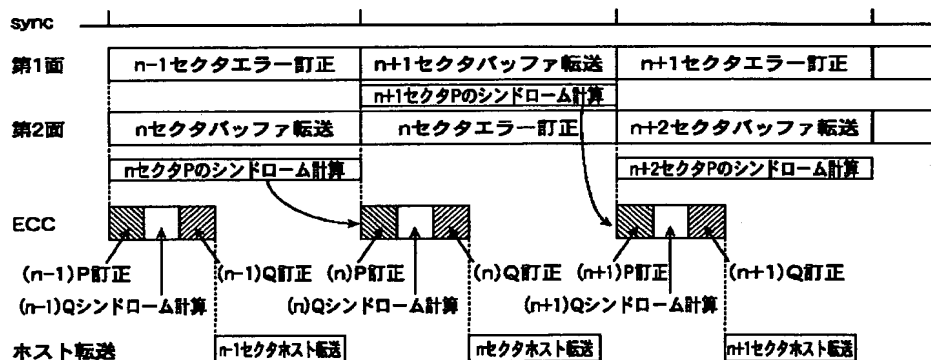 sync
第1面 n-1セクタエラー訂正 n+1セクタバッファ転送 n+1セクタエラー訂正
n+1セクタPのシンドローム計算
第2面 nセクタバッファ転送 nセクタエラー訂正 n+2セクタバッファ転送
nセクタPのシンドローム計算 n+2セクタPのシンドローム計算
ECC
(n-1)P訂正 (n-1)Q訂正 (n)P訂正 (n)Q訂正 (n+1)P訂正 (n+1)Q訂正
(n-1)Qシンドローム計算 (n)Qシンドローム計算 (n+1)Qシンドローム計算
ホスト転送 n-1セクタホスト転送 nセクタホスト転送 n+1セクタホスト転送